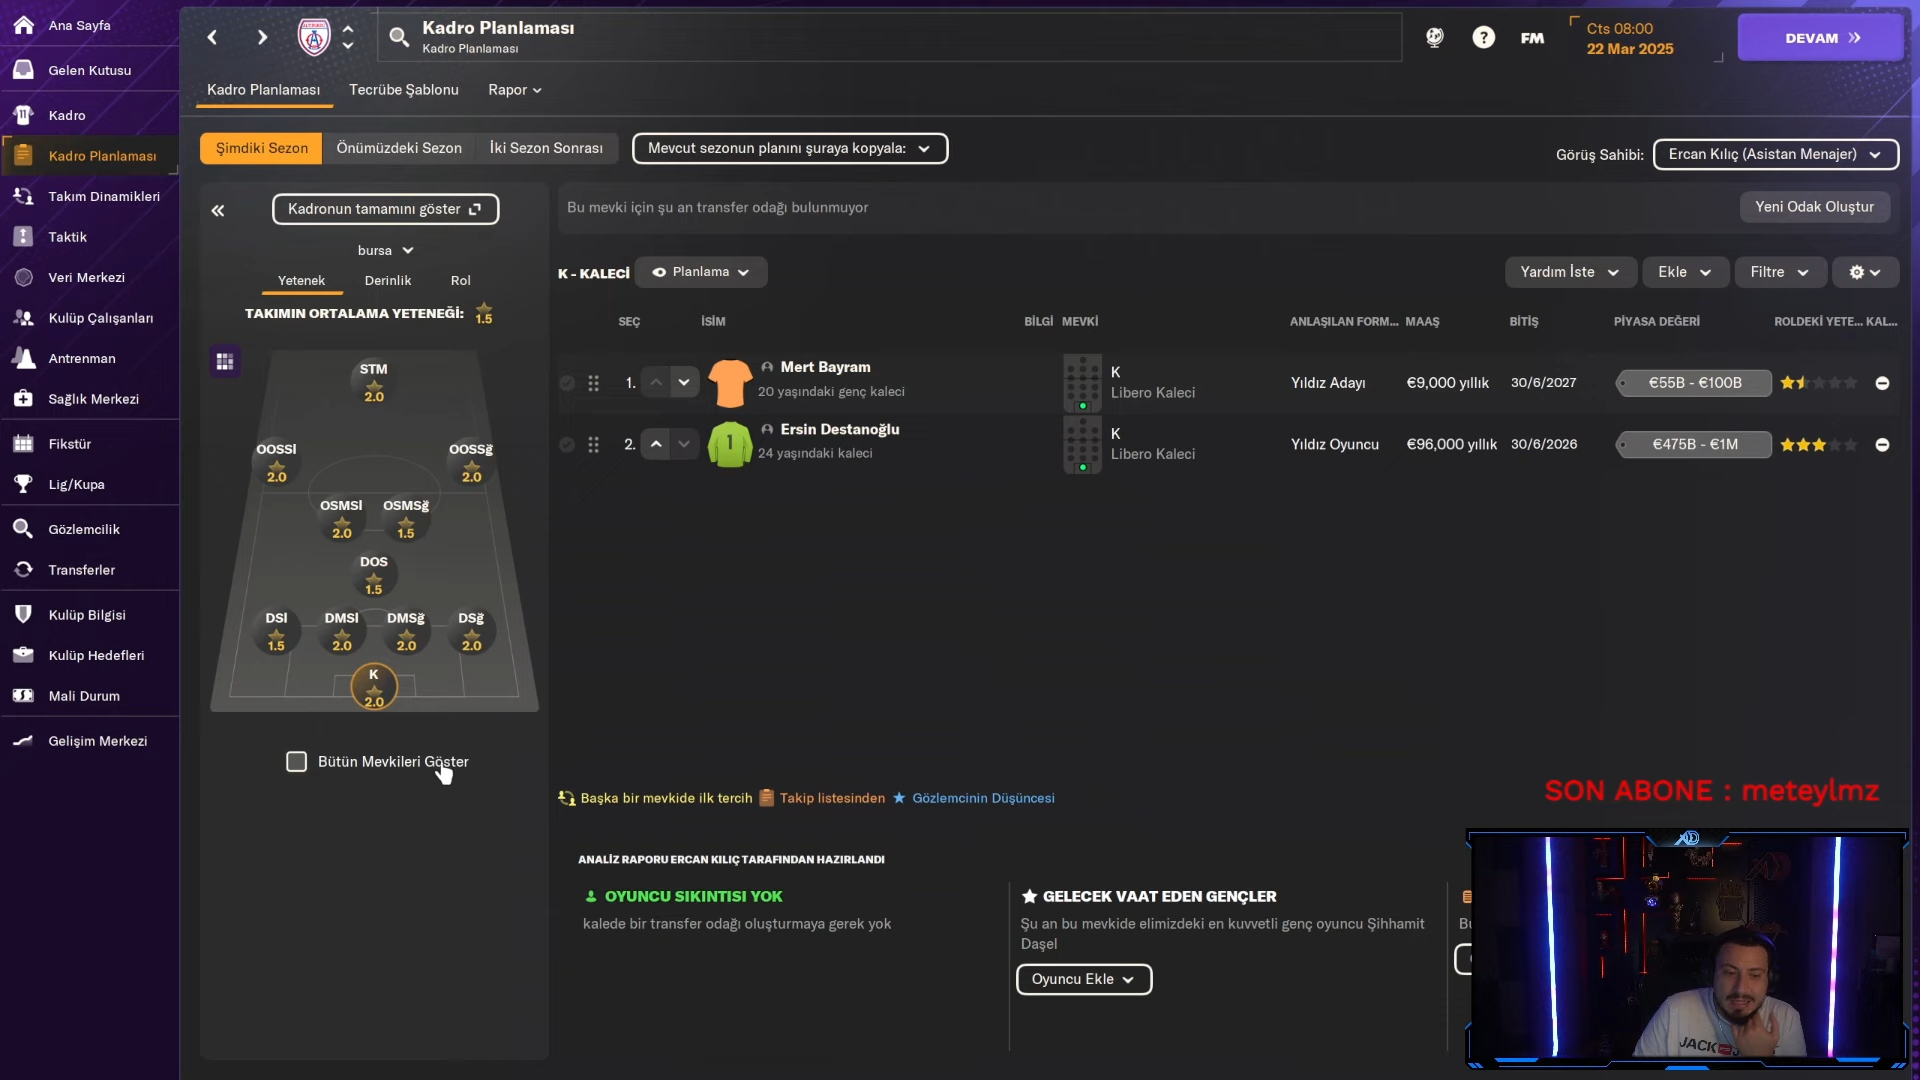 Ana Sayfa
Gelen Kutusu
Kadro
Kadro Planlaması
Takım Dinamikleri
Taktik
Veri Merkezi
Kulüp Çalışanları
Antrenman
Sağlık Merkezi
Fikstür
Lig/Kupa
Gözlemcilik
Transferler
Kulüp Bilgisi
Kulüp Hedefleri
Mali Durum
Gelişim Merkezi
Kadro Planlaması
Kadro Planlaması
FM
Cts 08:00
22 Mar 2025
DEVAM
Kadro Planlaması
Tecrübe Şablonu
Rapor
Şimdiki Sezon
Önümüzdeki Sezon
İki Sezon Sonrası
Mevcut sezonun planını şuraya kopyala:
Görüş Sahibi:
Ercan Kılıç (Asistan Menajer)
Kadronun tamamını göster
bursa
Yetenek
Derinlik
Rol
TAKIMIN ORTALAMA YETENEĞİ:
1.5
STM
2.0
OOSSİ
2.0
OOSSğ
2.0
OSMSİ
2.0
OSMSğ
1.5
DOS
1.5
DSİ
1.5
DMSİ
2.0
DMSğ
2.0
DSğ
2.0
K
2.0
Bütün Mevkileri Göster
Bu mevki için şu an transfer odağı bulunmuyor
Yeni Odak Oluştur
K - KALECİ
Planlama
Yardım İste
Ekle
Filtre
SEÇ
İSİM
BİLGİ
MEVKİ
ANLAŞILAN FORM...
MAAŞ
BİTİŞ
PİYASA DEĞERİ
ROLDEKİ YETE...
KAL...
1.
Mert Bayram
20 yaşındaki genç kaleci
K
Libero Kaleci
Yıldız Adayı
€9,000 yıllık
30/6/2027
€55B - €100B
2.
1
Ersin Destanoğlu
24 yaşındaki kaleci
K
Libero Kaleci
Yıldız Oyuncu
€96,000 yıllık
30/6/2026
€475B - €1M
Başka bir mevkide ilk tercih
Takip listesinden
Gözlemcinin Düşüncesi
SON ABONE : meteylmz
ANALİZ RAPORU ERCAN KILIÇ TARAFINDAN HAZIRLANDI
OYUNCU SIKINTISI YOK
kalede bir transfer odağı oluşturmaya gerek yok
GELECEK VAAT EDEN GENÇLER
Şu an bu mevkide elimizdeki en kuvvetli genç oyuncu Şihhamit
Daşel
Oyuncu Ekle
JACK